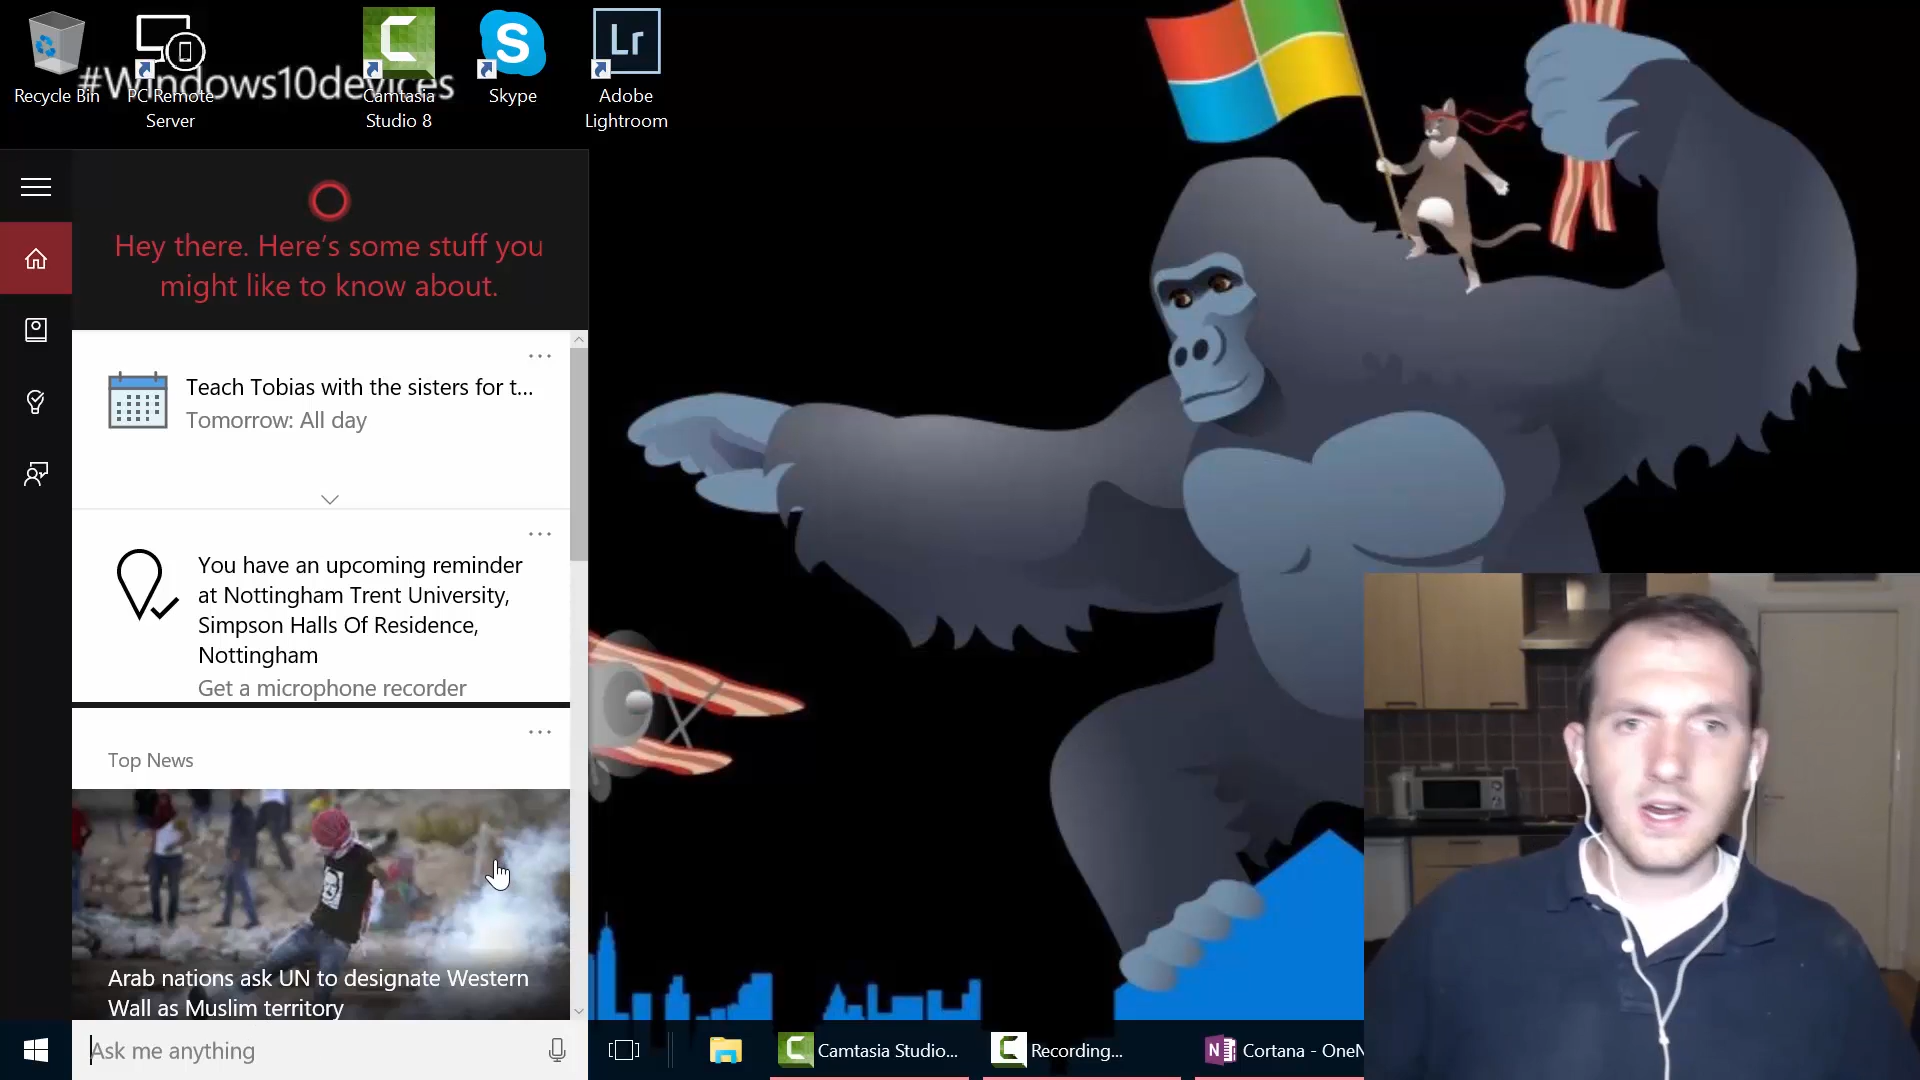 #Windows10devices
Recycle Bin
PC Remote
Server
Camtasia
Studio 8
Skype
Lr
Adobe
Lightroom
Hey there. Here's some stuff you
might like to know about.
Teach Tobias with the sisters for t...
Tomorrow: All day
You have an upcoming reminder
at Nottingham Trent University,
Simpson Halls Of Residence,
Nottingham
Get a microphone recorder
Top News
Arab nations ask UN to designate Western
Wall as Muslim territory
Ask me anything
Camtasia Studio...
Recording...
Cortana - OneN